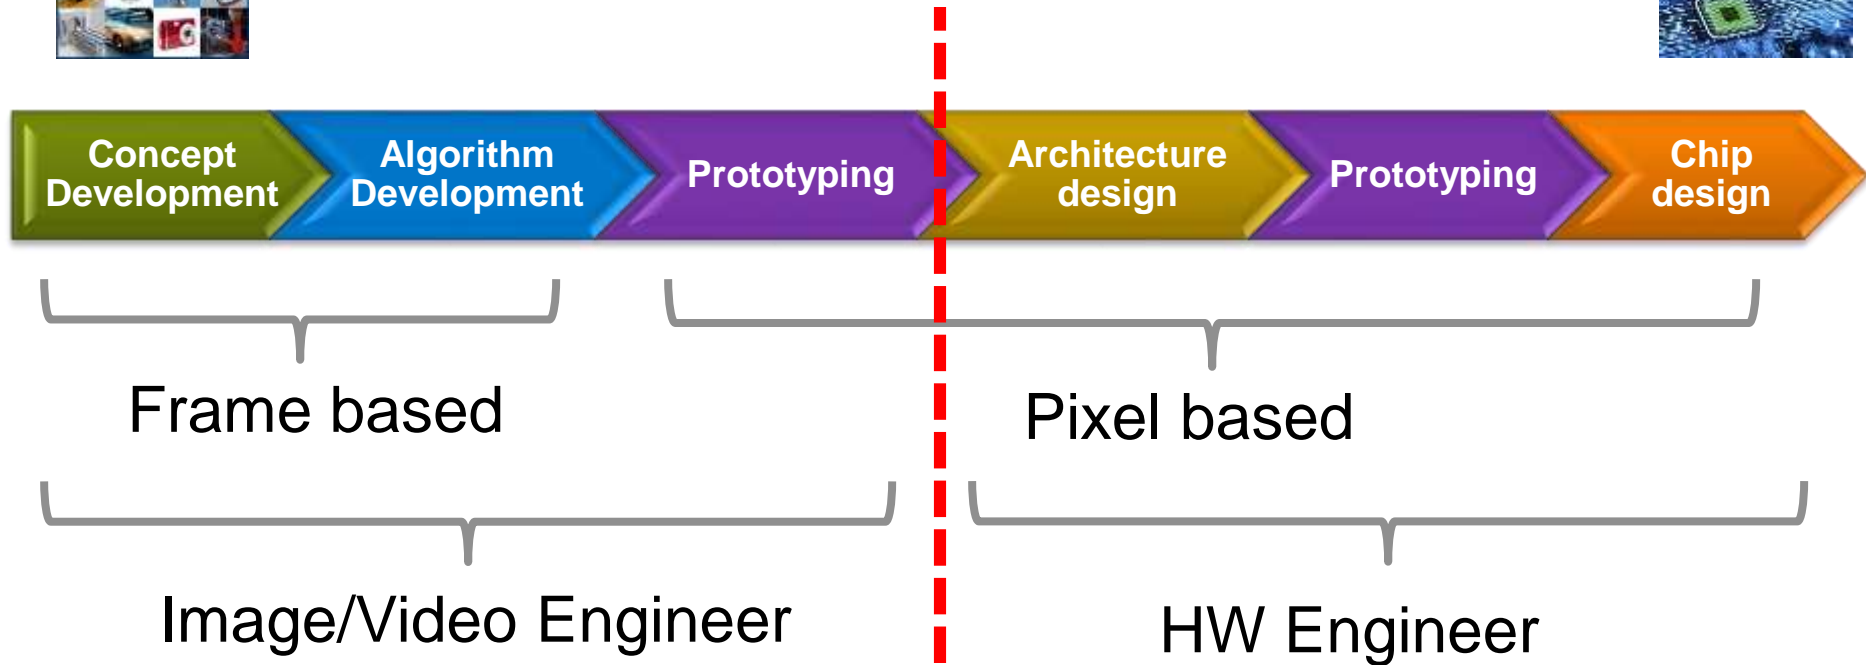 Concept
Development
Algorithm
Development
Prototyping
Architecture
design
Prototyping
Chip
design
Frame based
Pixel based
Image/Video Engineer
HW Engineer